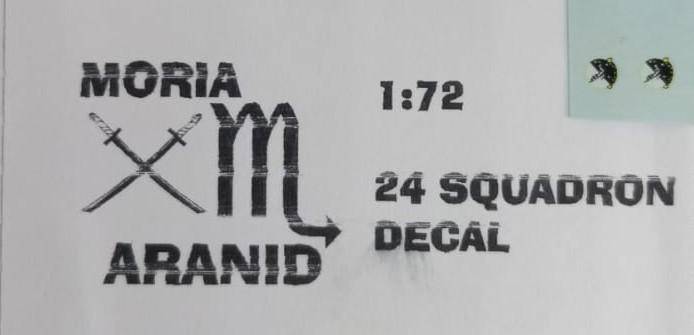 MORIA
ARANID
1:72
24 SQUADRON
DECAL